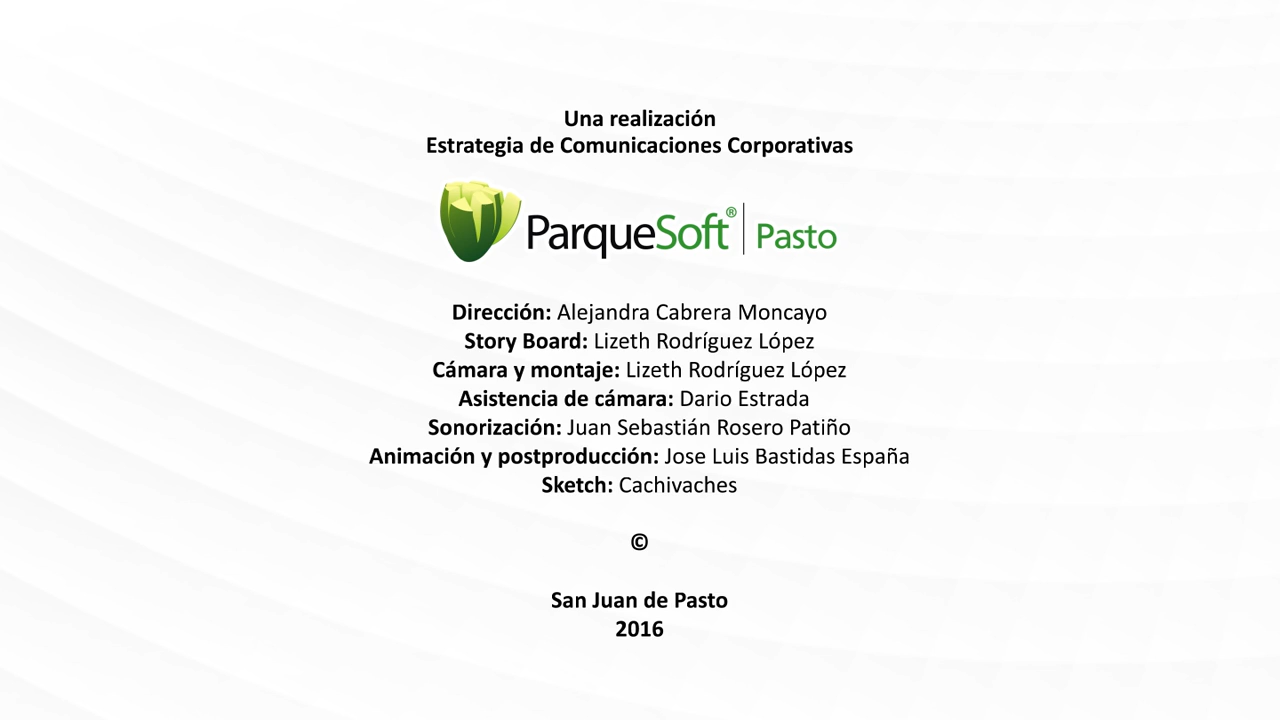 Una realización
Estrategia de Comunicaciones Corporativas
ParqueSoft® | Pasto
Dirección: Alejandra Cabrera Moncayo
Story Board: Lizeth Rodríguez López
Cámara y montaje: Lizeth Rodríguez López
Asistencia de cámara: Dario Estrada
Sonorización: Juan Sebastián Rosero Patiño
Animación y postproducción: Jose Luis Bastidas España
Sketch: Cachivaches
©
San Juan de Pasto
2016